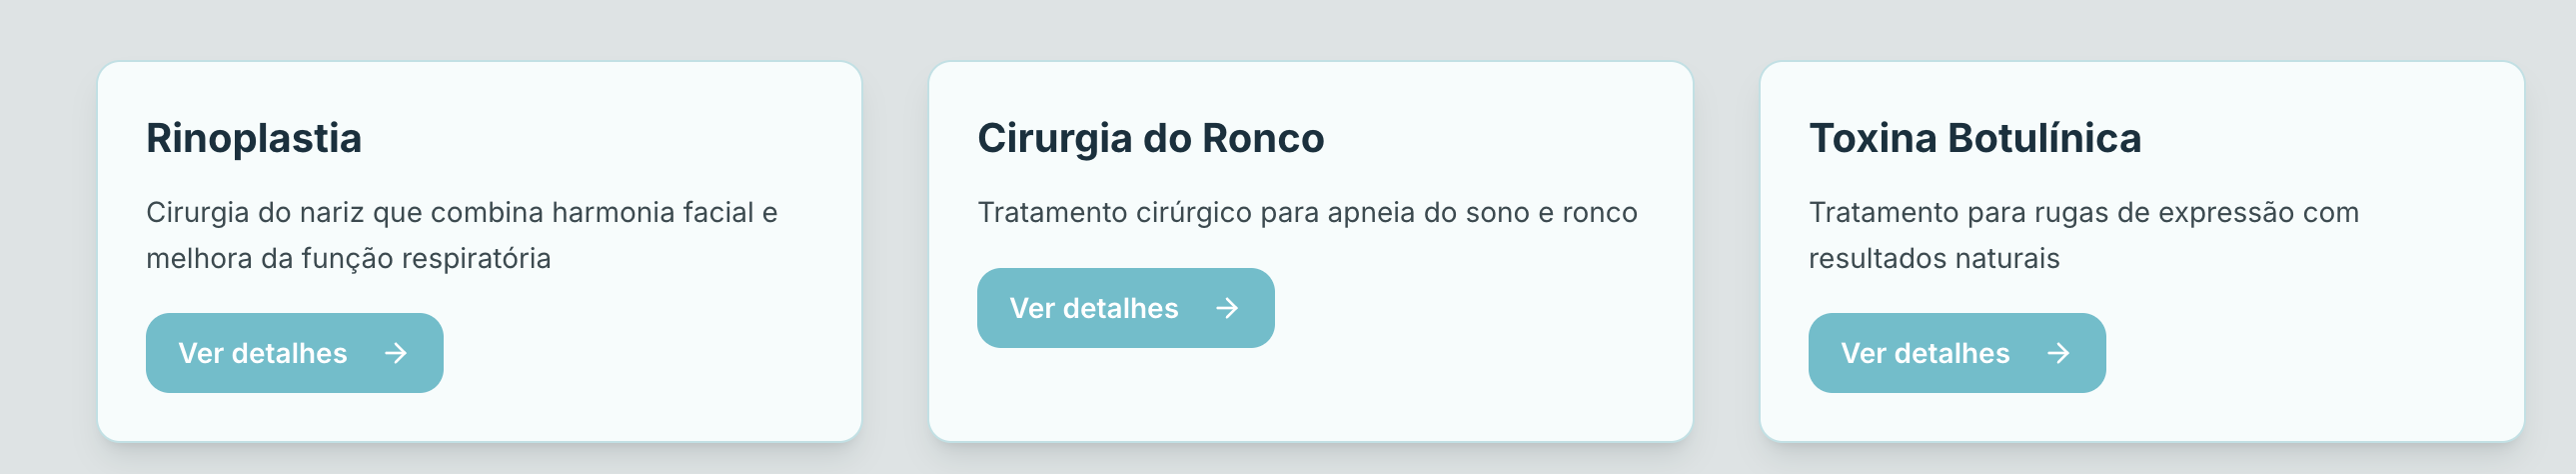 Rinoplastia
Cirurgia do nariz que combina harmonia facial e
melhora da função respiratória
Ver detalhes →
Cirurgia do Ronco
Tratamento cirúrgico para apneia do sono e ronco
Ver detalhes →
Toxina Botulínica
Tratamento para rugas de expressão com
resultados naturais
Ver detalhes →